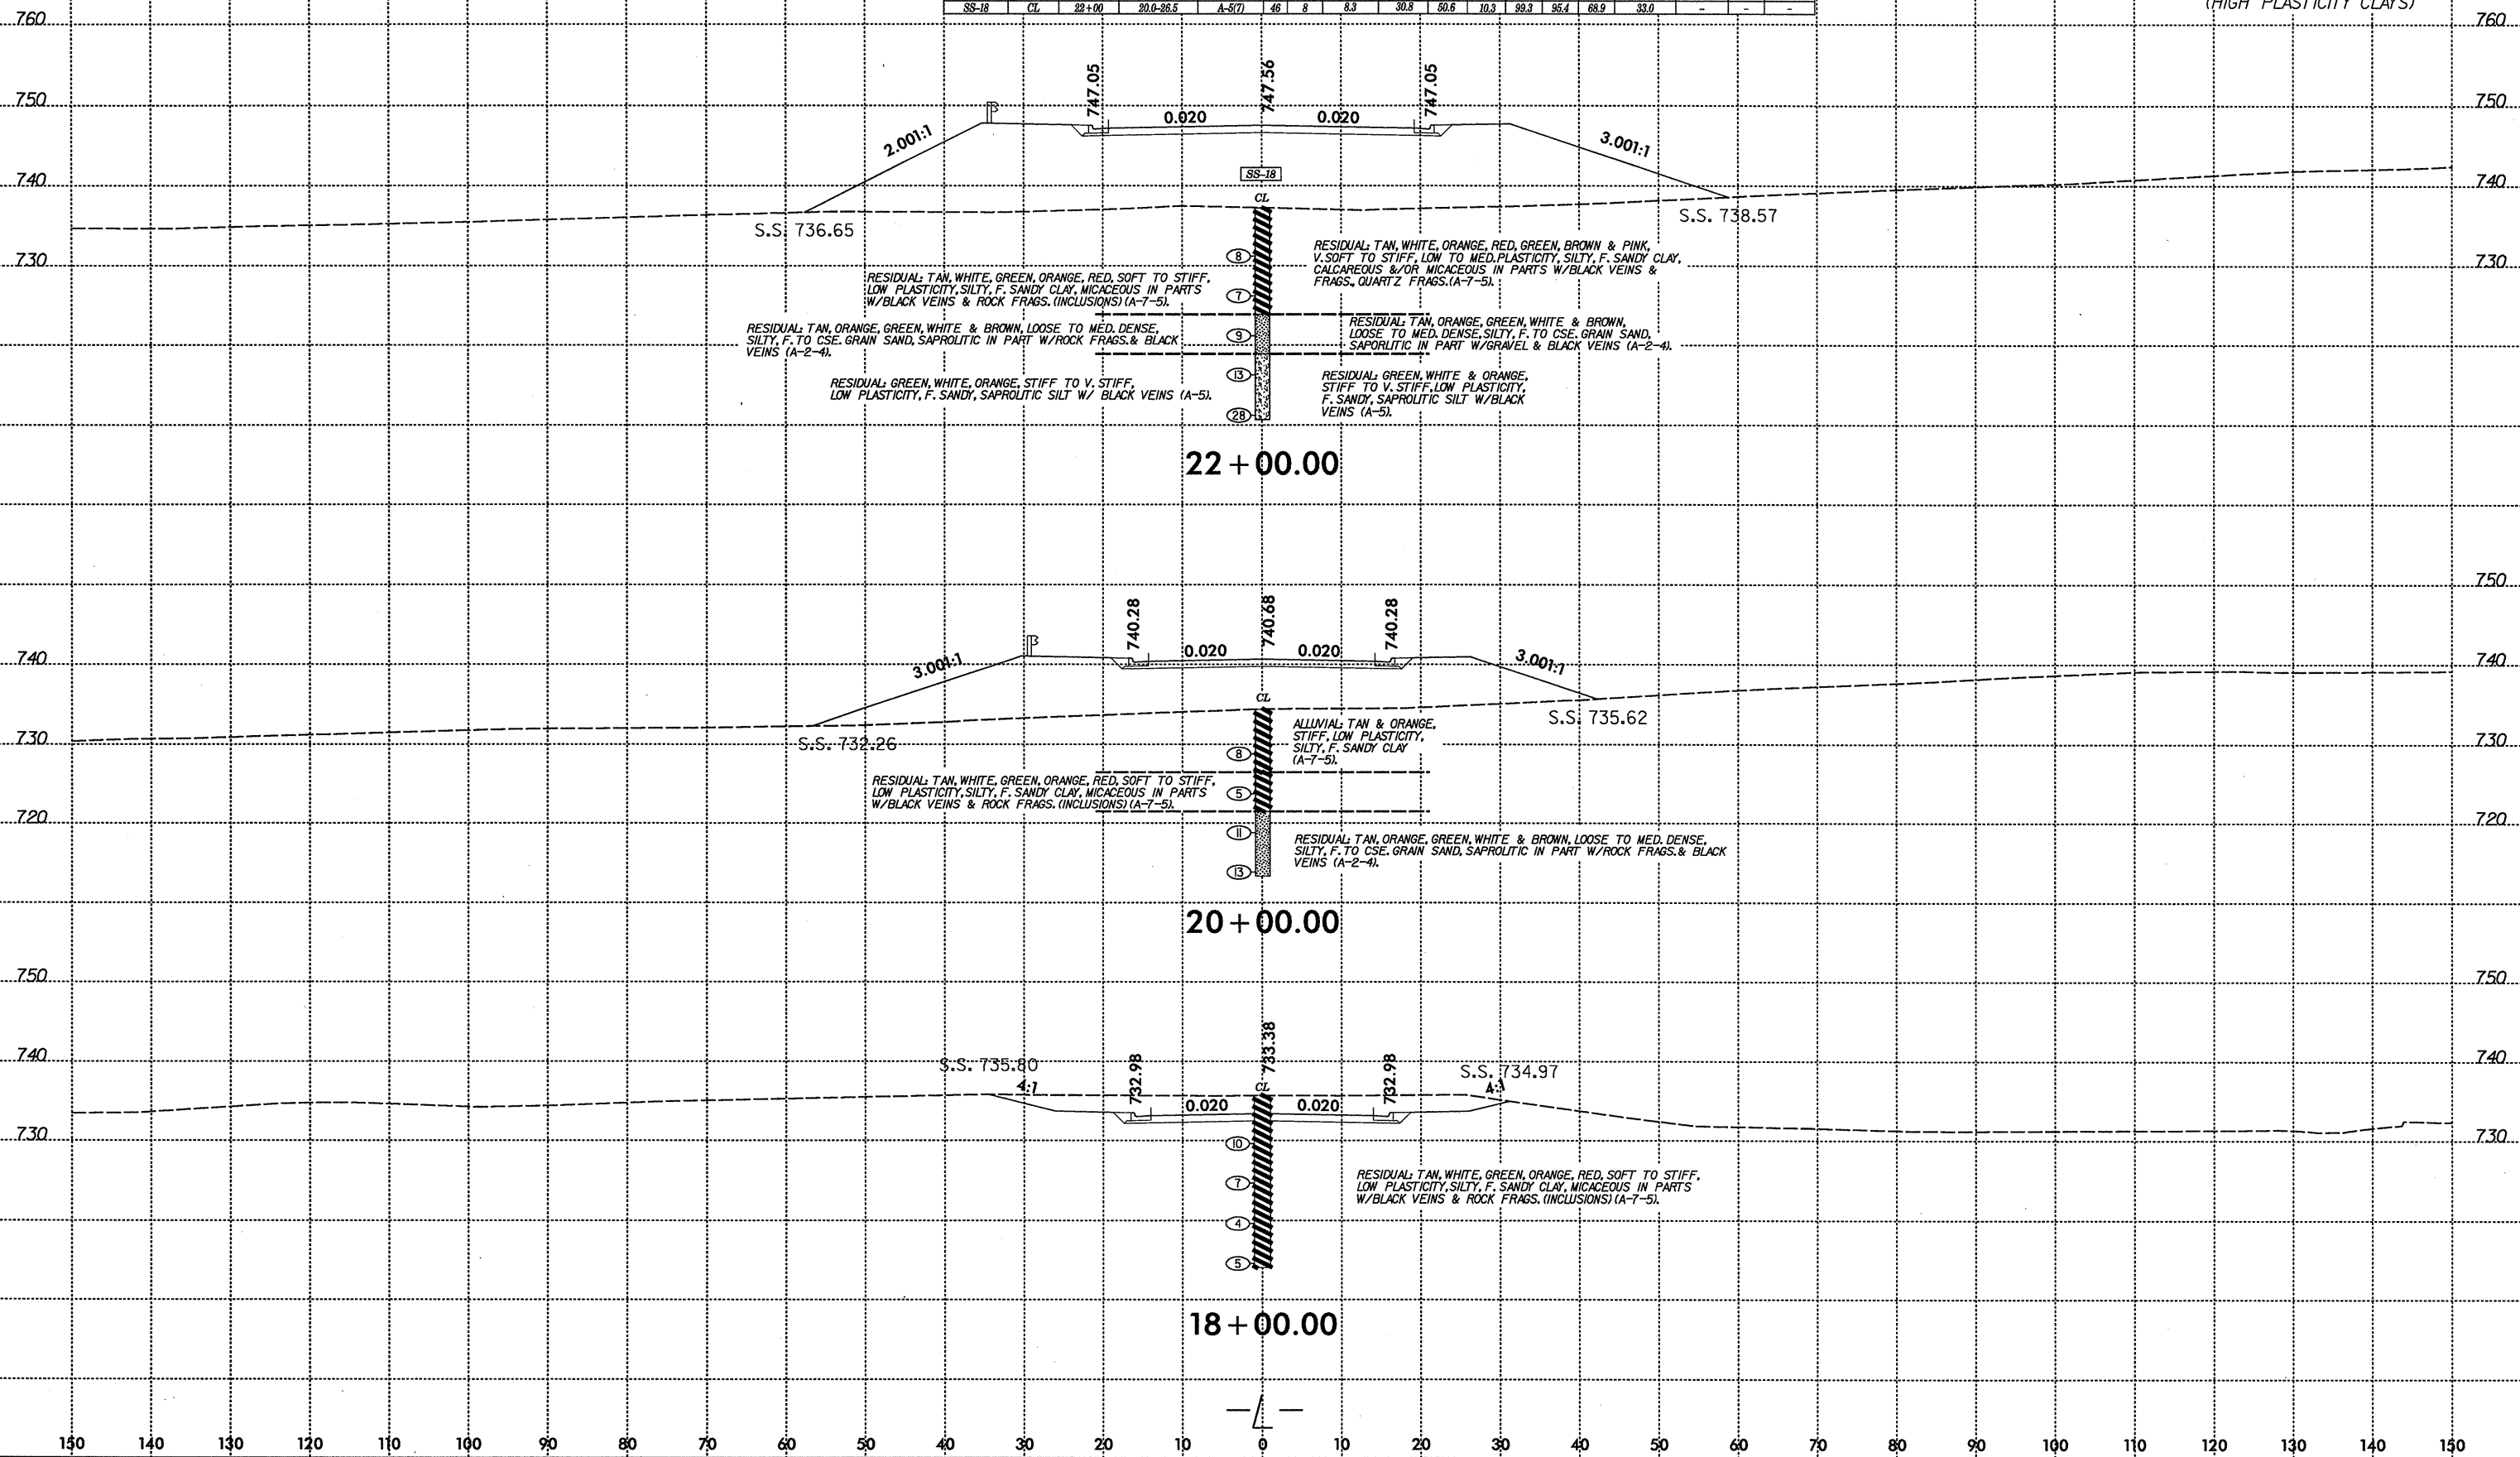 SS-18 CL 22+00 20.0-26.5 A-5(7) 46 8 8.3 30.8 50.6 10.3 99.3 95.4 68.9 33.0 - - -
(HIGH PLASTICITY CLAYS)
760 760
747.05 747.56 747.05
750 750
2.001:1 0.020 0.020 3.001:1
SS-18
740 740
CL
S.S. 736.65 S.S. 738.57
730 730
8
7
9
13
28
RESIDUAL: TAN, WHITE, GREEN, ORANGE, RED, SOFT TO STIFF,
LOW PLASTICITY, SILTY, F. SANDY CLAY, MICACEOUS IN PARTS
W/BLACK VEINS & ROCK FRAGS. (INCLUSIONS) (A-7-5).
RESIDUAL: TAN, WHITE, ORANGE, RED, GREEN, BROWN & PINK,
V.SOFT TO STIFF, LOW TO MED.PLASTICITY, SILTY, F. SANDY CLAY,
CALCAREOUS &/OR MICACEOUS IN PARTS W/BLACK VEINS &
FRAGS., QUARTZ FRAGS.(A-7-5).
RESIDUAL: TAN, ORANGE, GREEN, WHITE & BROWN, LOOSE TO MED. DENSE,
SILTY, F. TO CSE. GRAIN SAND, SAPROLITIC IN PART W/ROCK FRAGS.& BLACK
VEINS (A-2-4).
RESIDUAL: TAN, ORANGE, GREEN, WHITE & BROWN,
LOOSE TO MED. DENSE,SILTY, F. TO CSE. GRAIN SAND,
SAPORLITIC IN PART W/GRAVEL & BLACK VEINS (A-2-4).
RESIDUAL: GREEN, WHITE, ORANGE, STIFF TO V. STIFF,
LOW PLASTICITY, F. SANDY, SAPROLITIC SILT W/ BLACK VEINS (A-5).
RESIDUAL: GREEN, WHITE & ORANGE,
STIFF TO V. STIFF,LOW PLASTICITY,
F. SANDY, SAPROLITIC SILT W/BLACK
VEINS (A-5).
22+00.00
750
740.28 740.68 740.28
740 740
3.001:1 0.020 0.020 3.001:1
CL
S.S. 732.26 S.S. 735.62
730 730
8
5
11
13
ALLUVIAL: TAN & ORANGE,
STIFF, LOW PLASTICITY,
SILTY, F. SANDY CLAY
(A-7-5).
RESIDUAL: TAN, WHITE, GREEN, ORANGE, RED, SOFT TO STIFF,
LOW PLASTICITY, SILTY, F. SANDY CLAY, MICACEOUS IN PARTS
W/BLACK VEINS & ROCK FRAGS. (INCLUSIONS) (A-7-5).
720 720
RESIDUAL: TAN, ORANGE, GREEN, WHITE & BROWN, LOOSE TO MED. DENSE,
SILTY, F. TO CSE. GRAIN SAND, SAPROLITIC IN PART W/ROCK FRAGS.& BLACK
VEINS (A-2-4).
20+00.00
750 750
740 740
S.S. 735.80 732.98 733.38 732.98 S.S. 734.97
4:1 CL 4:1
0.020 0.020
730 730
10
7
4
5
RESIDUAL: TAN, WHITE, GREEN, ORANGE, RED, SOFT TO STIFF,
LOW PLASTICITY, SILTY, F. SANDY CLAY, MICACEOUS IN PARTS
W/BLACK VEINS & ROCK FRAGS. (INCLUSIONS) (A-7-5).
18+00.00
-L-
150 140 130 120 110 100 90 80 70 60 50 40 30 20 10 0 10 20 30 40 50 60 70 80 90 100 110 120 130 140 150